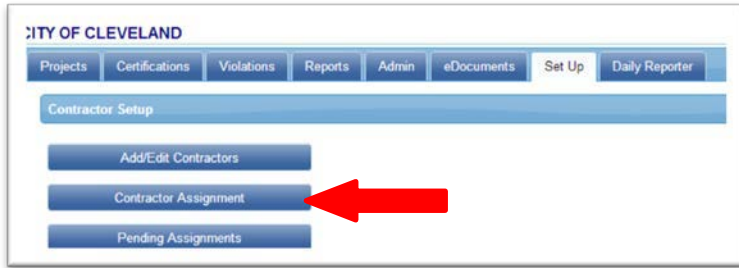 CITY OF CLEVELAND
Projects Certifications Violations Reports Admin eDocuments Set Up Daily Reporter
Contractor Setup
Add/Edit Contractors
Contractor Assignment
Pending Assignments